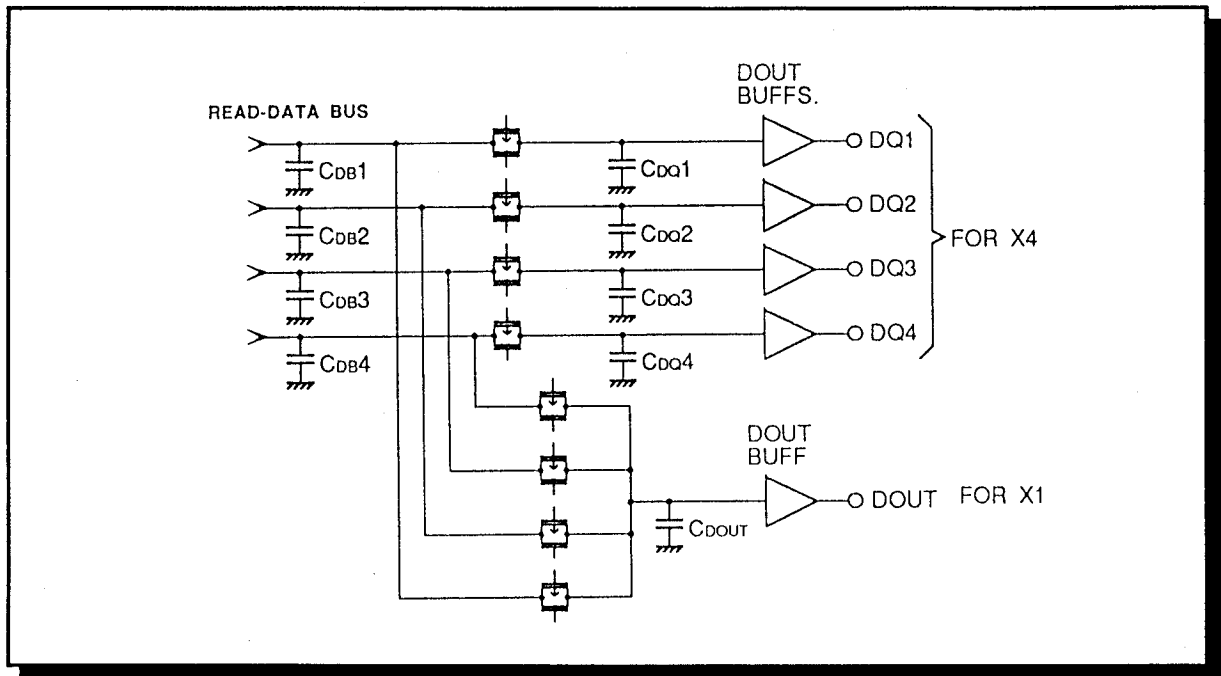 DOUT
BUFFS.
READ-DATA BUS
DQ1
CDB1
CDQ1
DQ2
CDB2
CDQ2
FOR X4
DQ3
CDB3
CDQ3
DQ4
CDB4
CDQ4
DOUT
BUFF
DOUT
FOR X1
CDOUT